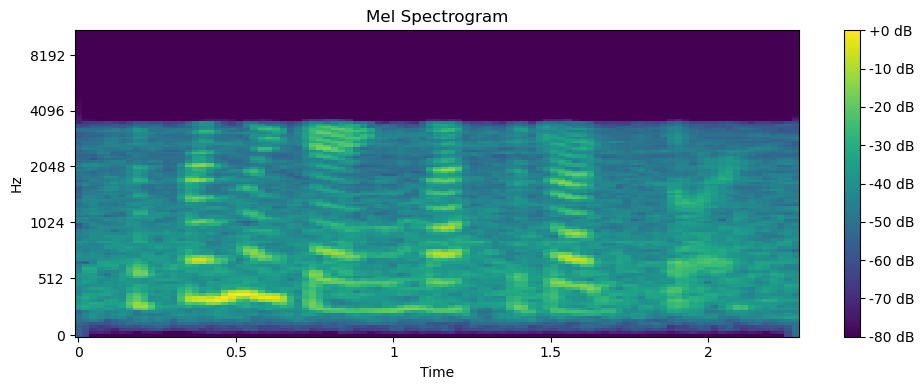 Mel Spectrogram
8192
4096
2048
1024
512
0
Hz
0
0.5
1
1.5
2
Time
+0 dB
-10 dB
-20 dB
-30 dB
-40 dB
-50 dB
-60 dB
-70 dB
-80 dB